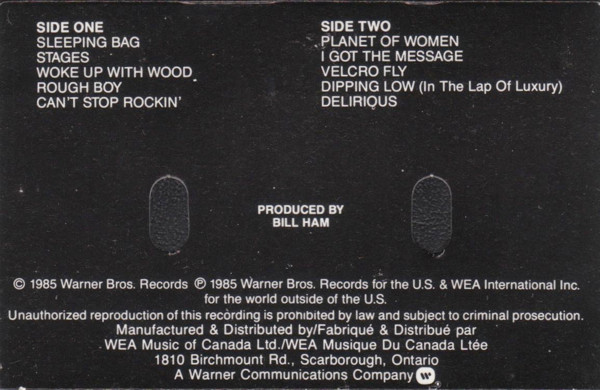 SIDE ONE
SLEEPING BAG
STAGES
WOKE UP WITH WOOD
ROUGH BOY
CAN'T STOP ROCKIN'
SIDE TWO
PLANET OF WOMEN
I GOT THE MESSAGE
VELCRO FLY
DIPPING LOW (In The Lap Of Luxury)
DELIRIOUS
PRODUCED BY
BILL HAM
© 1985 Warner Bros. Records ℗ 1985 Warner Bros. Records for the U.S. & WEA International Inc.
for the world outside of the U.S.
Unauthorized reproduction of this recording is prohibited by law and subject to criminal prosecution.
Manufactured & Distributed by/Fabriqué & Distribué par
WEA Music of Canada Ltd./WEA Musique Du Canada Ltée
1810 Birchmount Rd., Scarborough, Ontario
A Warner Communications Company